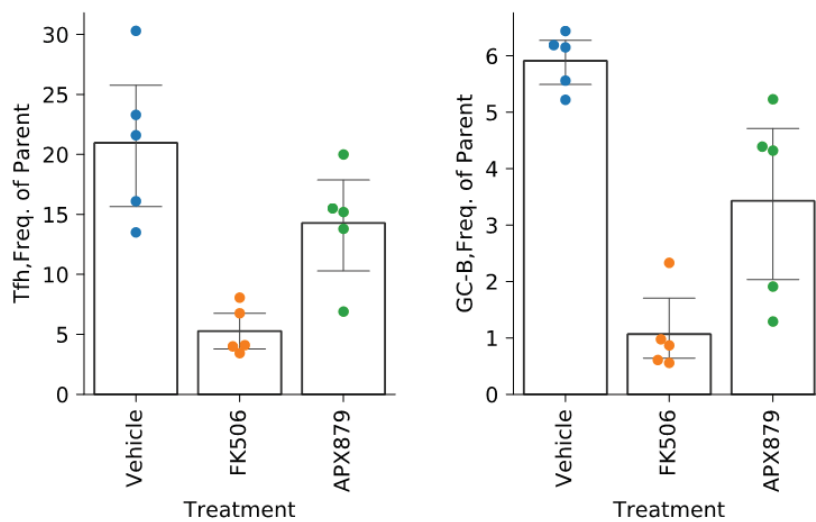 Tfh,Freq. of Parent
30
25
20
15
10
5
0
Vehicle
FK506
APX879
Treatment
GC-B,Freq. of Parent
6
5
4
3
2
1
0
Vehicle
FK506
APX879
Treatment